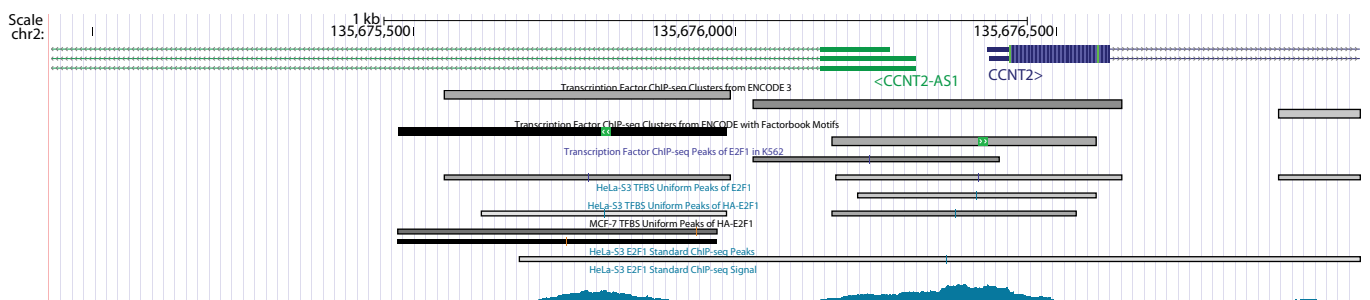 Scale 1 kb
chr2: 135,675,500 135,676,000 135,676,500
<CCNT2-AS1 CCNT2>
Transcription Factor ChIP-seq Clusters from ENCODE 3
Transcription Factor ChIP-seq Clusters from ENCODE with Factorbook Motifs
Transcription Factor ChIP-seq Peaks of E2F1 in K562
HeLa-S3 TFBS Uniform Peaks of E2F1
HeLa-S3 TFBS Uniform Peaks of HA-E2F1
MCF-7 TFBS Uniform Peaks of HA-E2F1
HeLa-S3 E2F1 Standard ChIP-seq Peaks
HeLa-S3 E2F1 Standard ChIP-seq Signal